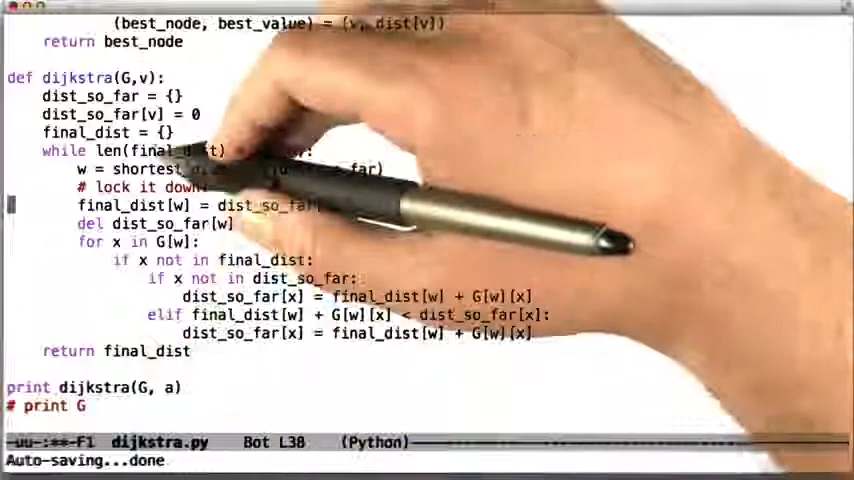 (best_node, best_value) = (v, dist[v])
return best_node
def dijkstra(G,v):
dist_so_far = {}
dist_so_far[v] = 0
final_dist = {}
while len(final_dist)
w = shortest
# lock it down
final_dist[w] = dist_so_far
del dist_so_far[w]
for x in G[w]:
if x not in final_dist:
if x not in dist_so_far:
dist_so_far[x] = final_dist[w] + G[w][x]
elif final_dist[w] + G[w][x] < dist_so_far[x]:
dist_so_far[x] = final_dist[w] + G[w][x]
return final_dist
print dijkstra(G, a)
# print G
-uu-:**-F1 dijkstra.py Bot L38 (Python)
Auto-saving...done